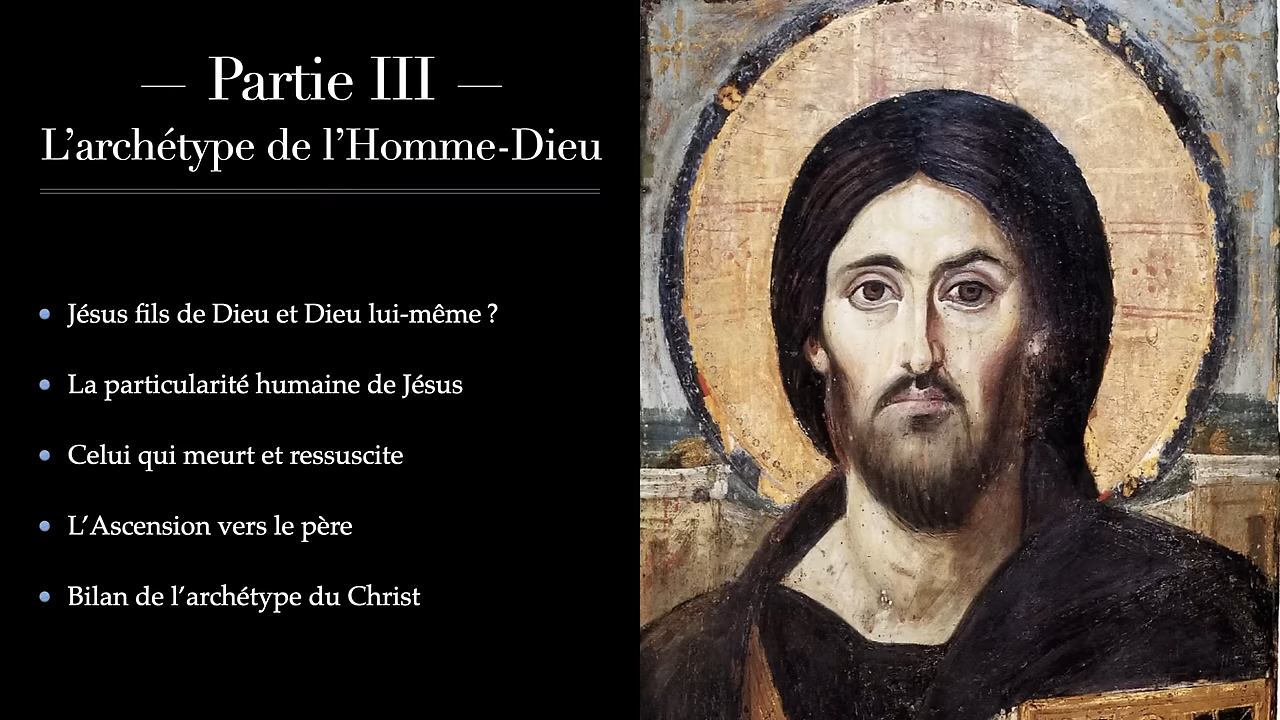 — Partie III —
L’archétype de l’Homme-Dieu
• Jésus fils de Dieu et Dieu lui-même ?
• La particularité humaine de Jésus
• Celui qui meurt et ressuscite
• L’Ascension vers le père
• Bilan de l’archétype du Christ